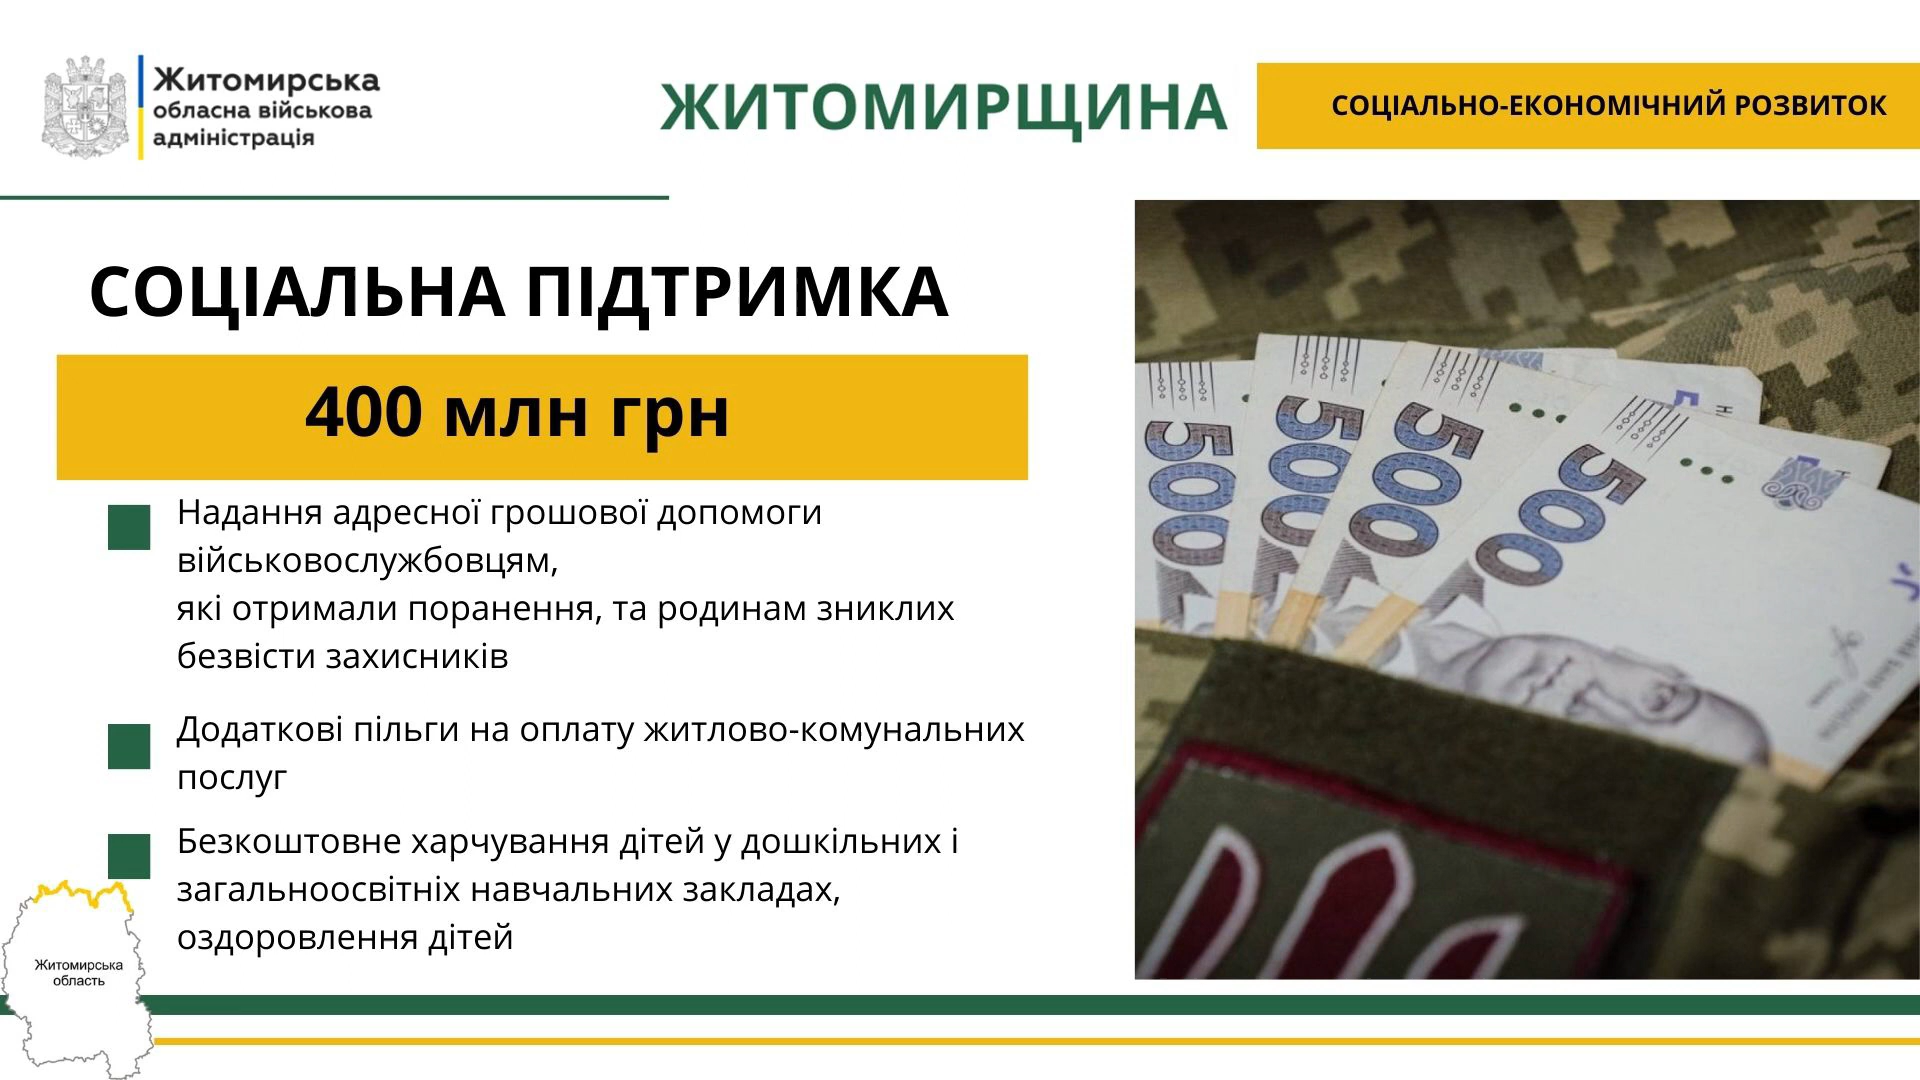 Житомирська
обласна військова
адміністрація
ЖИТОМИРЩИНА
СОЦІАЛЬНО-ЕКОНОМІЧНИЙ РОЗВИТОК
СОЦІАЛЬНА ПІДТРИМКА
400 млн грн
Надання адресної грошової допомоги
військовослужбовцям,
які отримали поранення, та родинам зниклих
безвісти захисників
Додаткові пільги на оплату житлово-комунальних
послуг
Безкоштовне харчування дітей у дошкільних і
загальноосвітніх навчальних закладах,
оздоровлення дітей
Житомирська
область
500
500
500
500